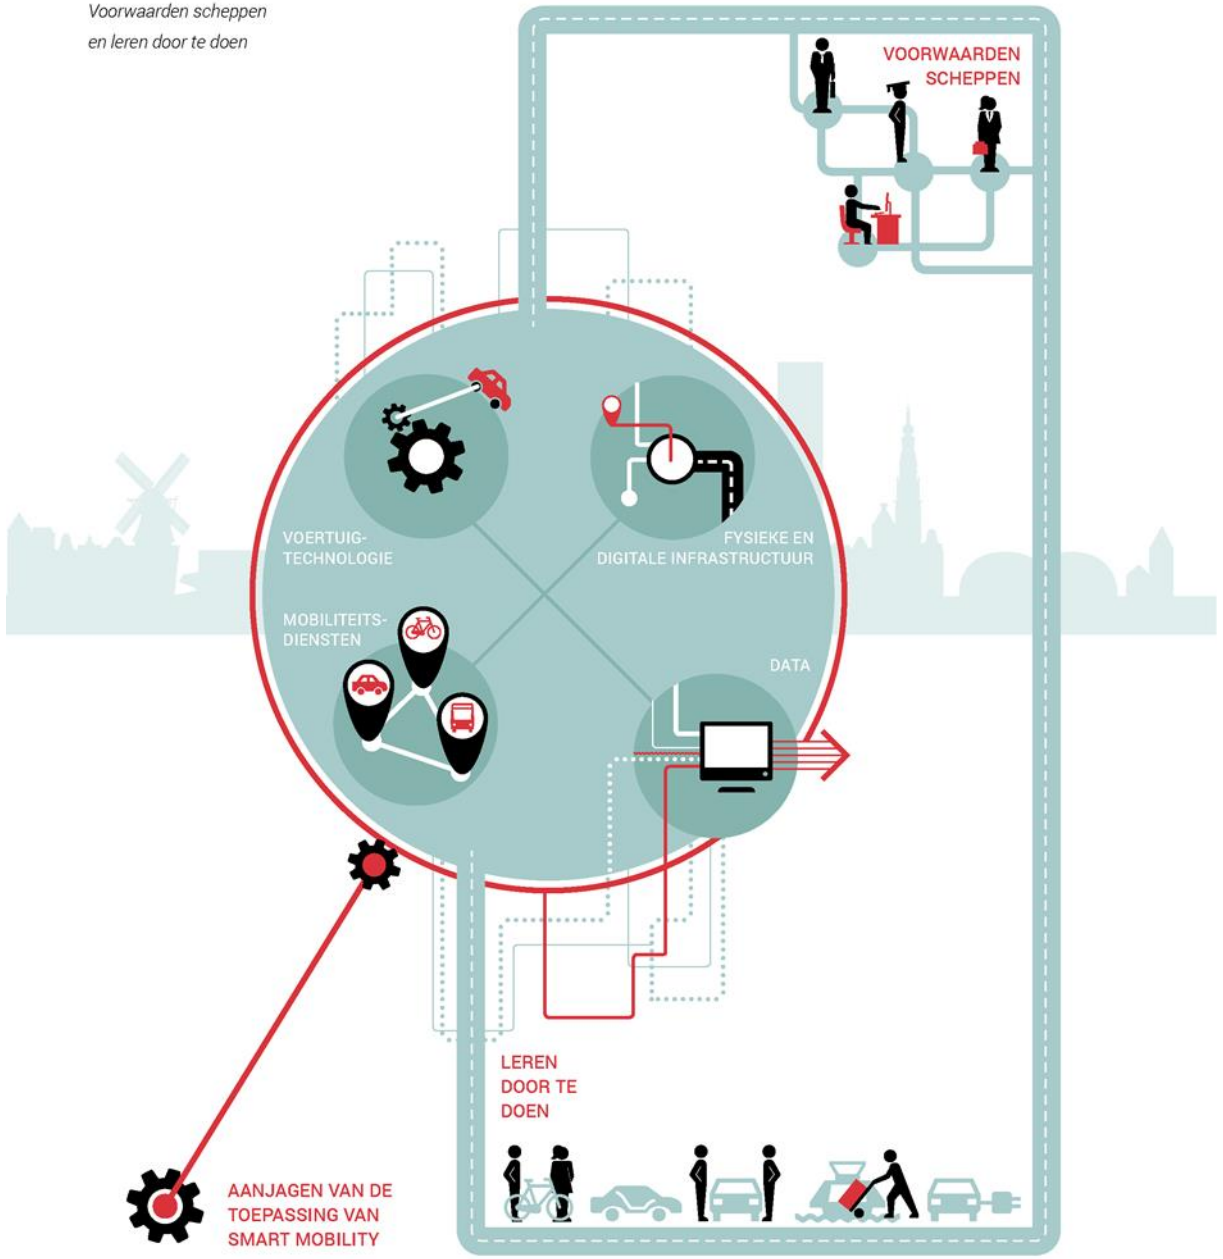 Voorwaarden scheppen
en leren door te doen
VOORWAARDEN
SCHEPPEN
VOERTUIG-
TECHNOLOGIE
FYSIEKE EN
DIGITALE INFRASTRUCTUUR
MOBILITEITS-
DIENSTEN
DATA
LEREN
DOOR TE
DOEN
AANJAGEN VAN DE
TOEPASSING VAN
SMART MOBILITY